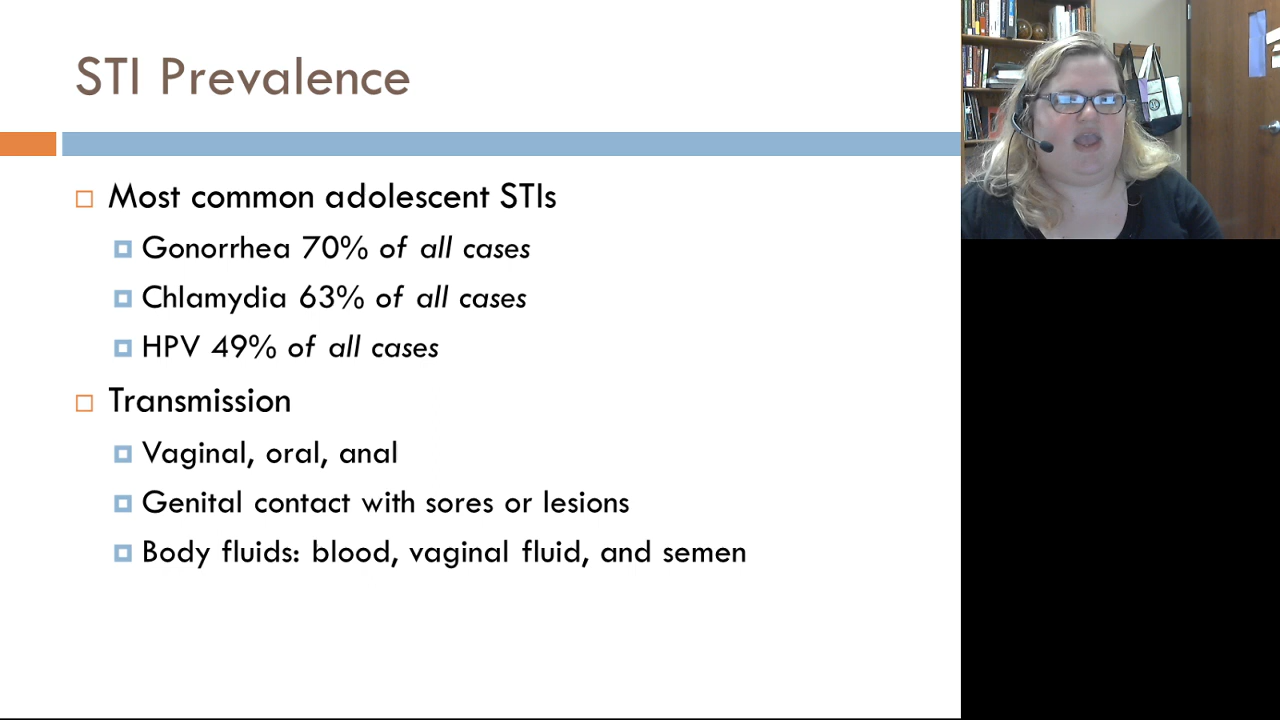 STI Prevalence
Most common adolescent STIs
Gonorrhea 70% of all cases
Chlamydia 63% of all cases
HPV 49% of all cases
Transmission
Vaginal, oral, anal
Genital contact with sores or lesions
Body fluids: blood, vaginal fluid, and semen